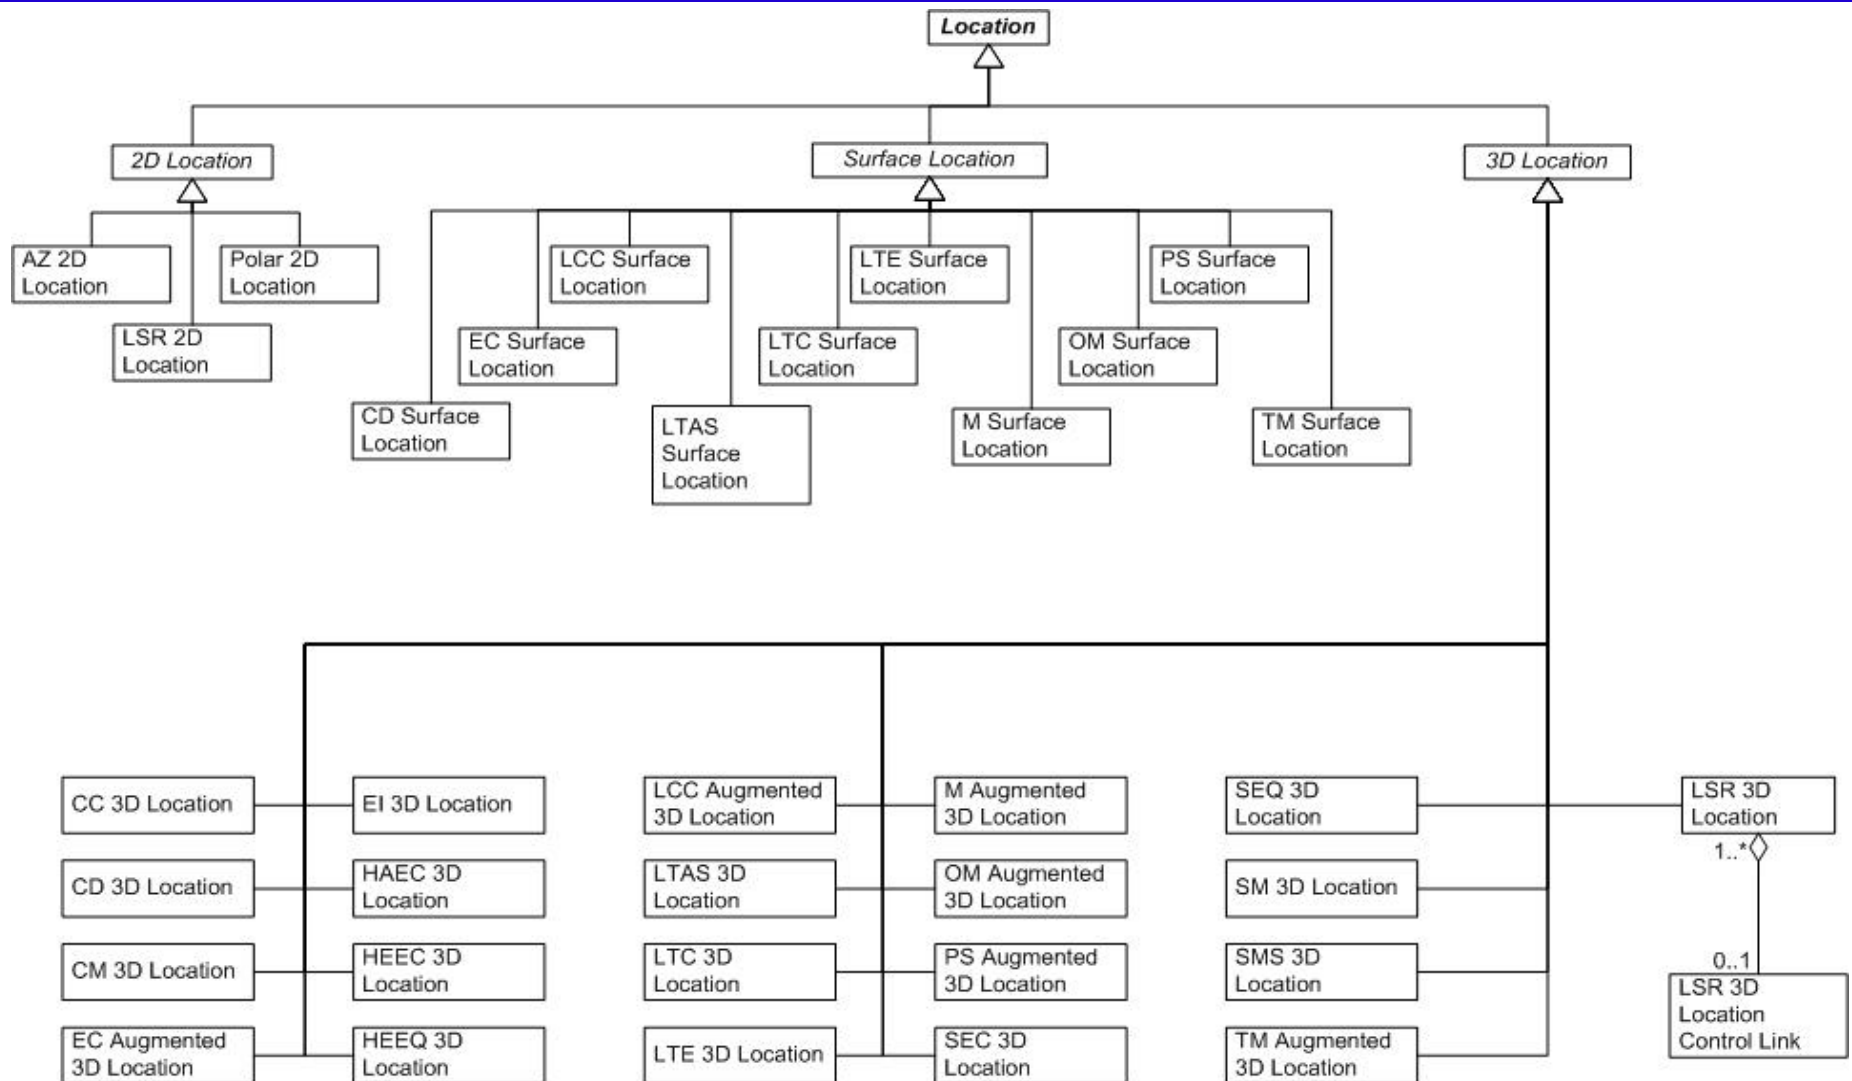 Location
2D Location
Surface Location
3D Location
AZ 2D
Location
Polar 2D
Location
LSR 2D
Location
LCC Surface
Location
LTE Surface
Location
PS Surface
Location
EC Surface
Location
LTC Surface
Location
OM Surface
Location
CD Surface
Location
LTAS
Surface
Location
M Surface
Location
TM Surface
Location
CC 3D Location
EI 3D Location
LCC Augmented
3D Location
M Augmented
3D Location
SEQ 3D
Location
LSR 3D
Location
1..*
CD 3D Location
HAEC 3D
Location
LTAS 3D
Location
OM Augmented
3D Location
SM 3D Location
CM 3D Location
HEEC 3D
Location
LTC 3D
Location
PS Augmented
3D Location
SMS 3D
Location
0..1
LSR 3D
Location
Control Link
EC Augmented
3D Location
HEEQ 3D
Location
LTE 3D Location
SEC 3D
Location
TM Augmented
3D Location